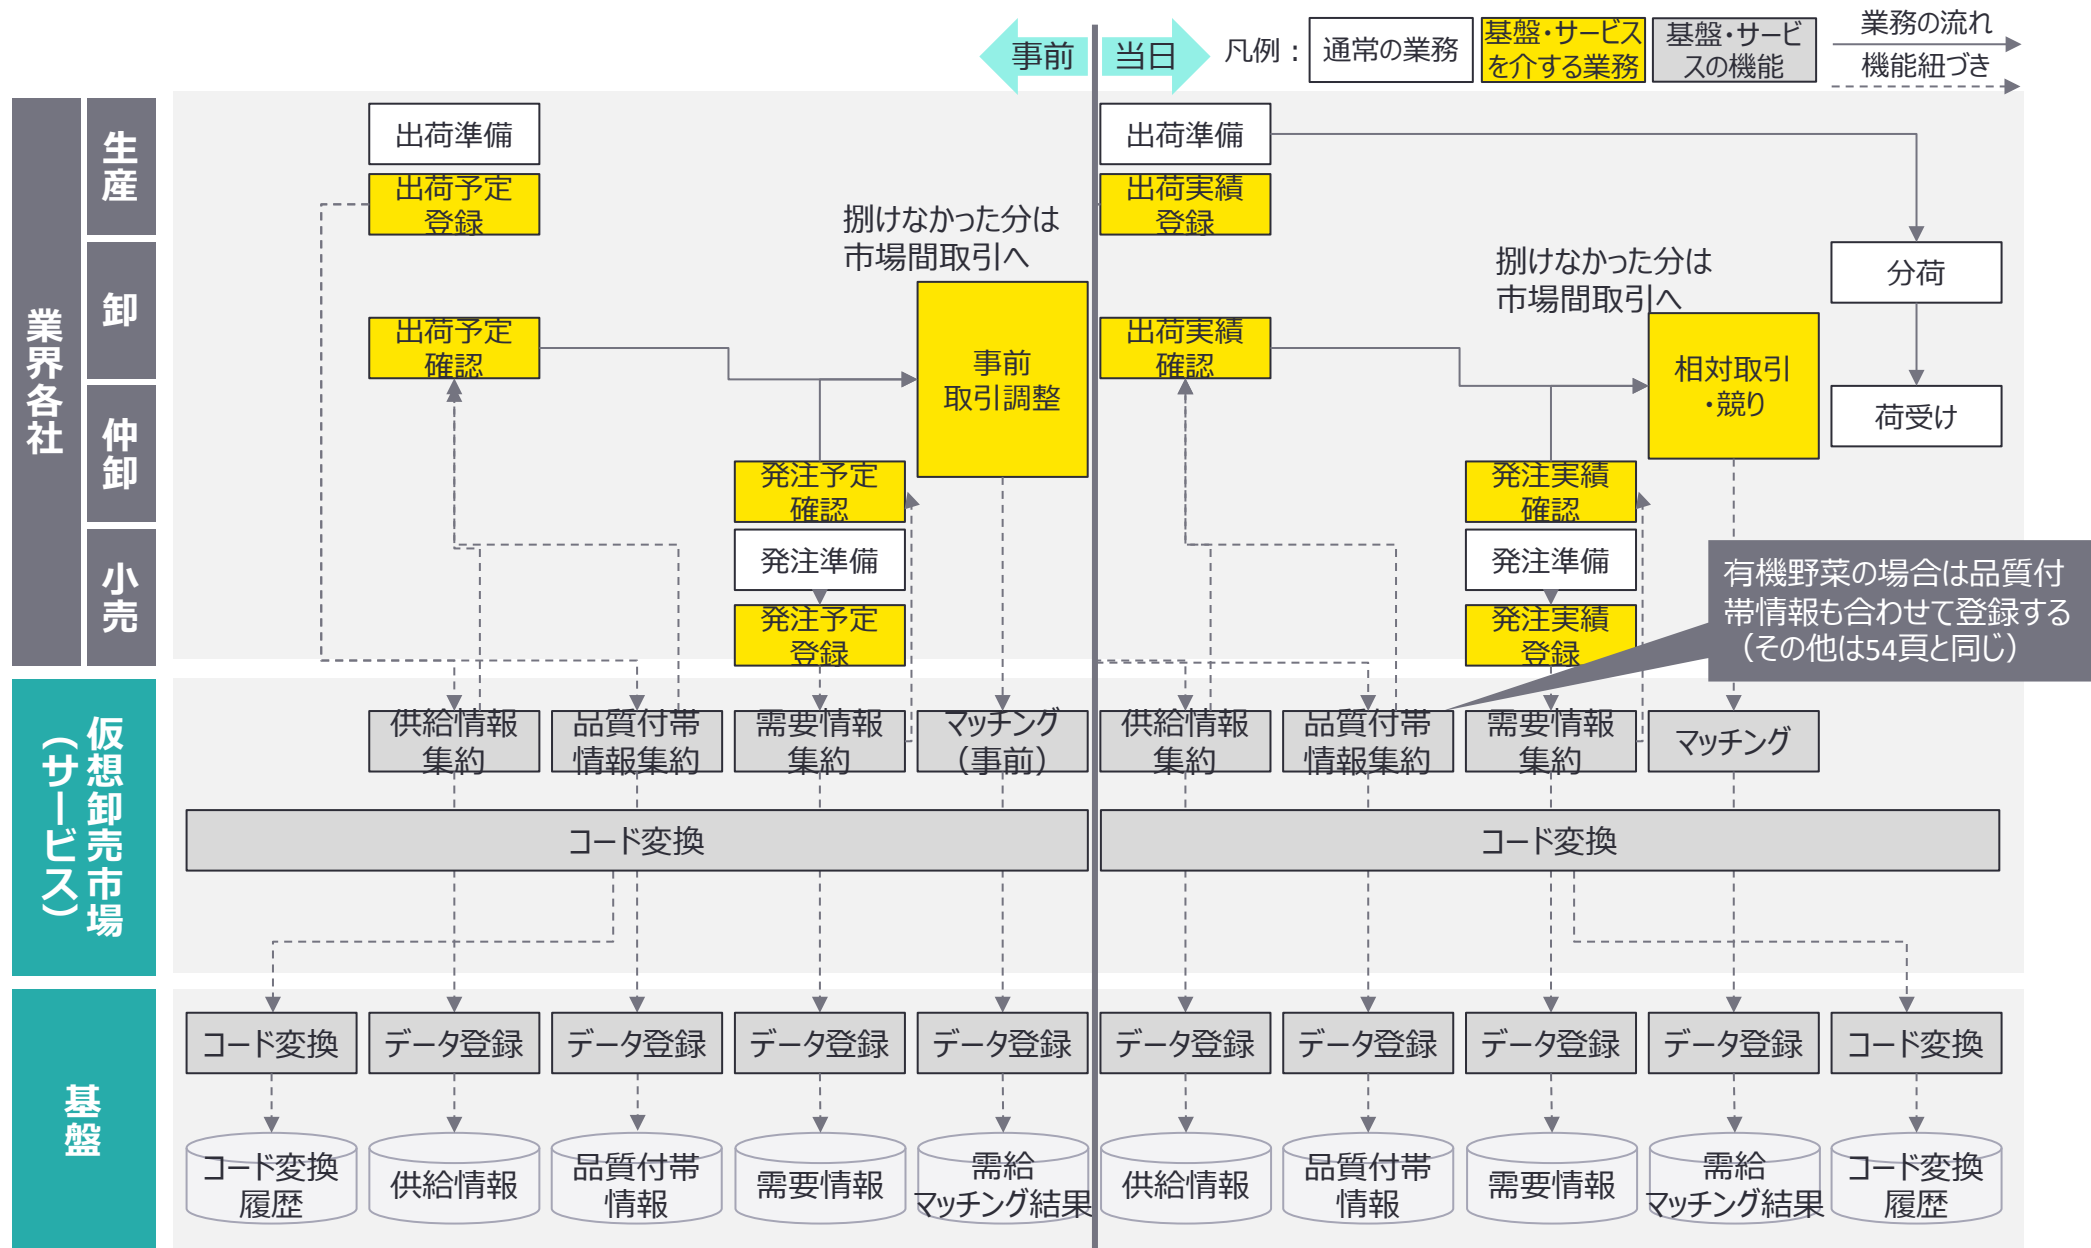 事前
当日
凡例：
通常の業務
基盤・サービス
を介する業務
基盤・サービ
スの機能
業務の流れ
機能紐づき
業界各社
生産
卸
仲卸
小売
出荷準備
出荷予定
登録
捌けなかった分は
市場間取引へ
出荷予定
確認
事前
取引調整
発注予定
確認
発注準備
発注予定
登録
出荷準備
出荷実績
登録
捌けなかった分は
市場間取引へ
分荷
出荷実績
確認
相対取引
・競り
荷受け
発注実績
確認
発注準備
発注実績
登録
有機野菜の場合は品質付
帯情報も合わせて登録する
（その他は54頁と同じ）
仮想卸売市場
（サービス）
供給情報
集約
品質付帯
情報集約
需要情報
集約
マッチング
（事前）
供給情報
集約
品質付帯
情報集約
需要情報
集約
マッチング
コード変換
コード変換
基盤
コード変換
データ登録
データ登録
データ登録
データ登録
データ登録
データ登録
データ登録
データ登録
コード変換
コード変換
履歴
供給情報
品質付帯
情報
需要情報
需給
マッチング結果
供給情報
品質付帯
情報
需要情報
需給
マッチング結果
コード変換
履歴